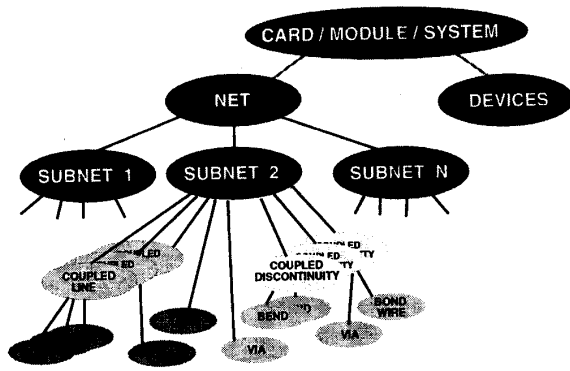 CARD / MODULE / SYSTEM
NET
DEVICES
SUBNET 1
SUBNET 2
SUBNET N
COUPLED
LINE
COUPLED
DISCONTINUITY
BEND
VIA
VIA
BOND
WIRE